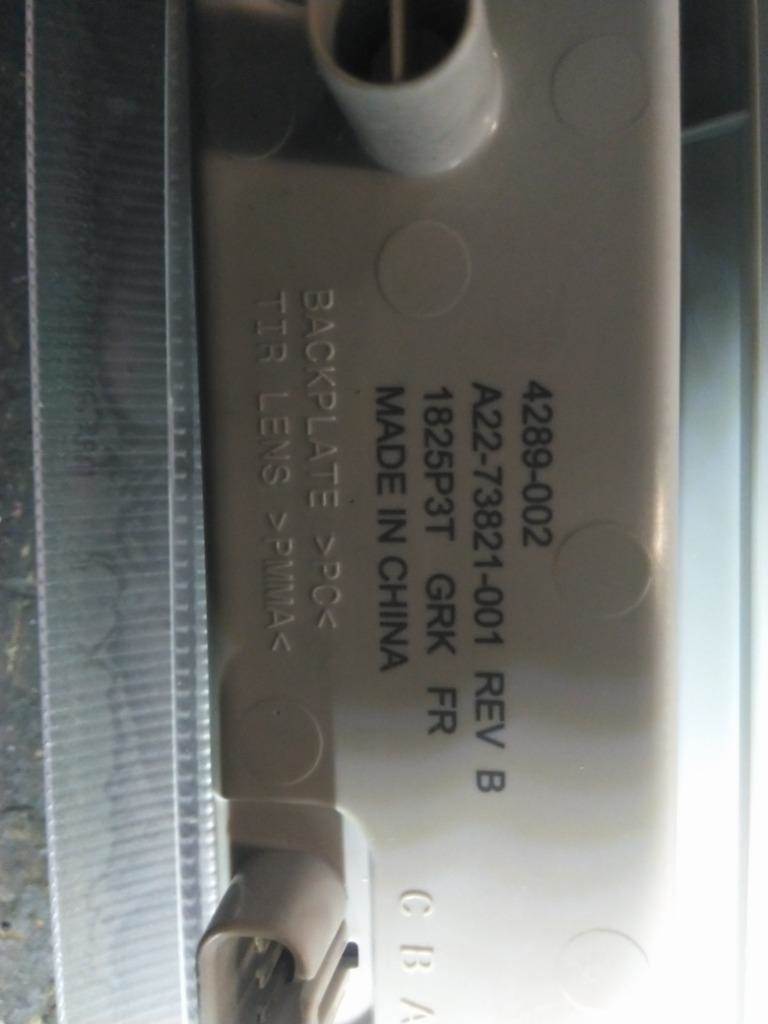 4289-002
A22-73821-001 REV B
1825P3T GRK FR
MADE IN CHINA
BACKPLATE >PC<
TIR LENS >PMMA<
C B A